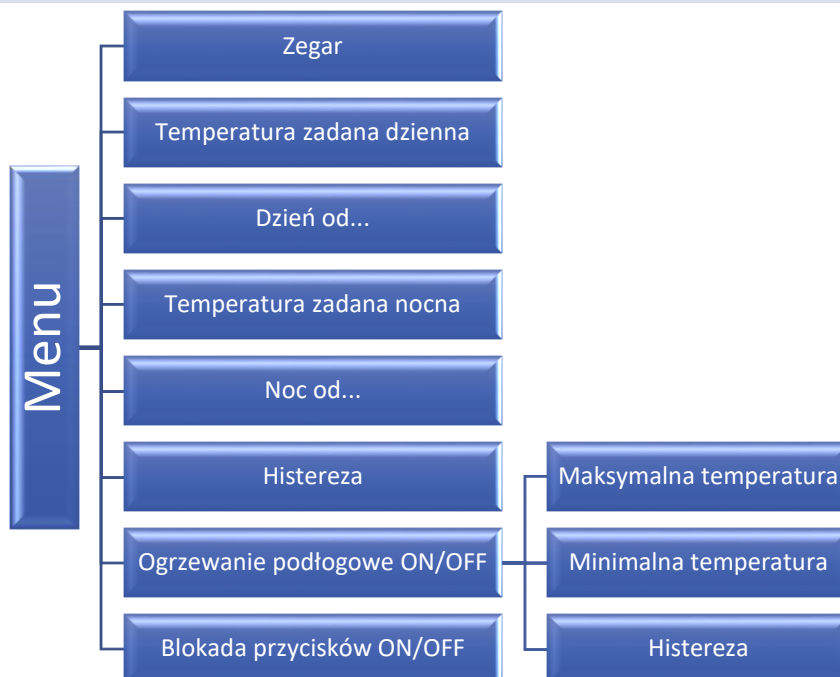 Menu
Zegar
Temperatura zadana dzienna
Dzień od...
Temperatura zadana nocna
Noc od...
Histereza
Ogrzewanie podłogowe ON/OFF
Maksymalna temperatura
Minimalna temperatura
Histereza
Blokada przycisków ON/OFF